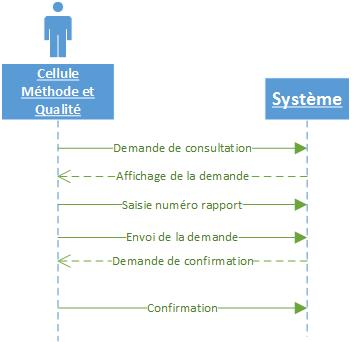 Cellule
Méthode et
Qualité
Système
Demande de consultation
Affichage de la demande
Saisie numéro rapport
Envoi de la demande
Demande de confirmation
Confirmation